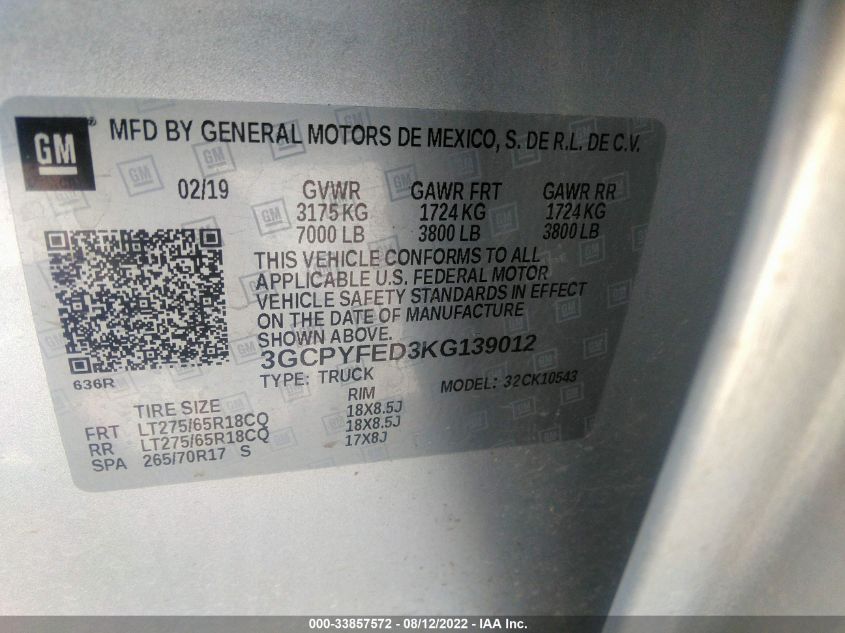 GM ® MFD BY GENERAL MOTORS DE MEXICO, S. DE R.L. DE C.V.
02/19 GVWR GAWR FRT GAWR RR
3175 KG 1724 KG 1724 KG
7000 LB 3800 LB 3800 LB
THIS VEHICLE CONFORMS TO ALL
APPLICABLE U.S. FEDERAL MOTOR
VEHICLE SAFETY STANDARDS IN EFFECT
ON THE DATE OF MANUFACTURE
SHOWN ABOVE.
3GCPYFED3KG139012
636R TYPE: TRUCK MODEL: 32CK10543
TIRE SIZE RIM
FRT LT275/65R18CQ 18X8.5J
RR LT275/65R18CQ 18X8.5J
SPA 265/70R17 S 17X8J
000-33857572 - 08/12/2022 - IAA Inc.